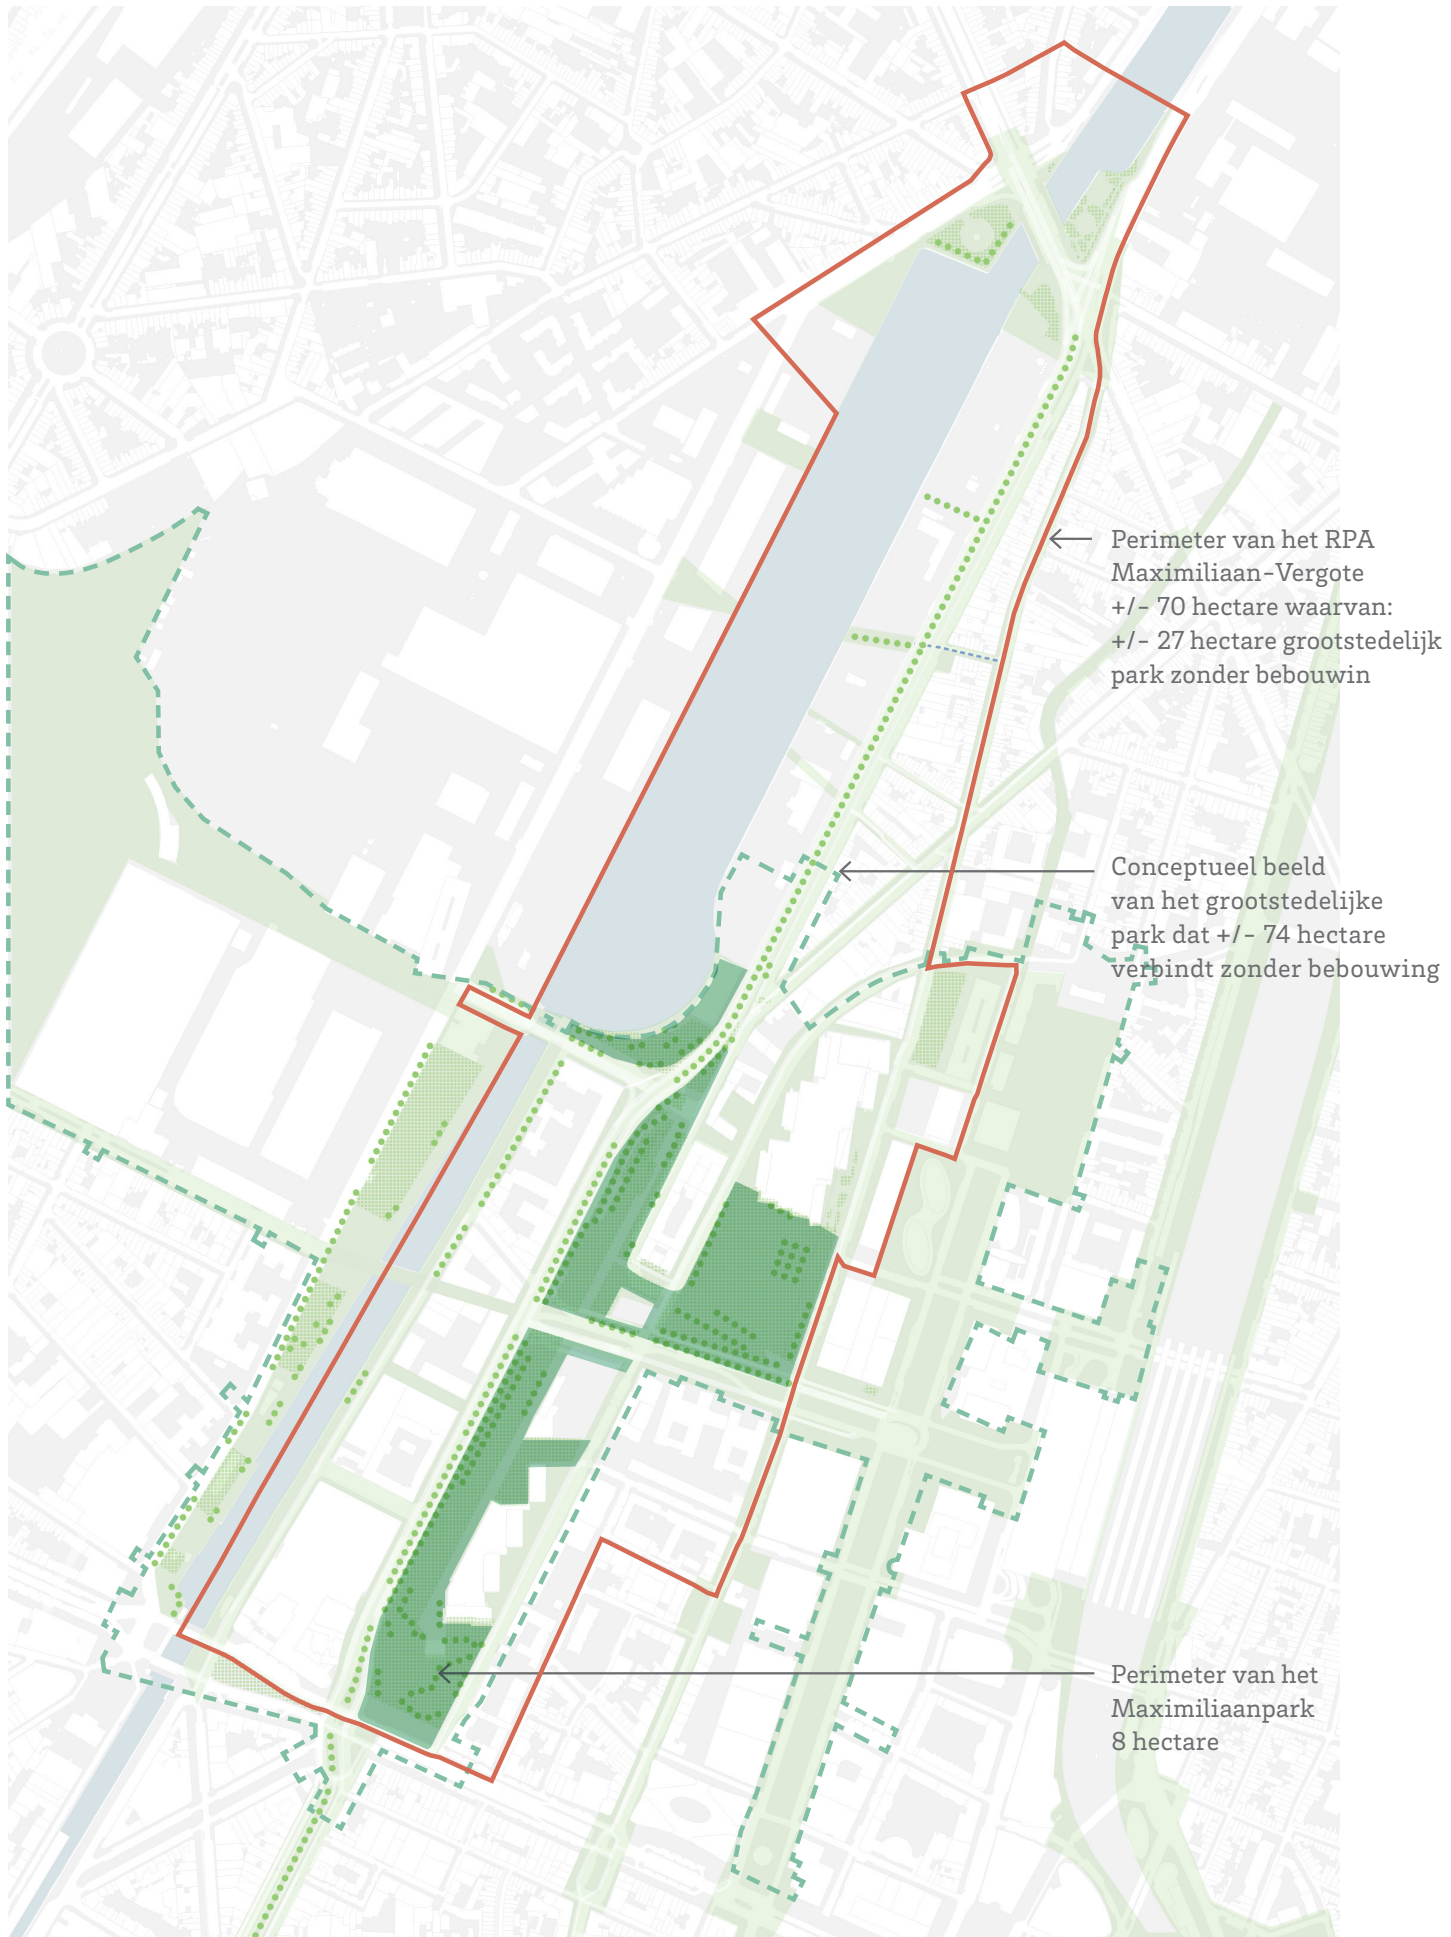 Perimeter van het RPA
Maximiliaan-Vergote
+/- 70 hectare waarvan:
+/- 27 hectare grootstedelijk
park zonder bebouwin
Conceptueel beeld
van het grootstedelijke
park dat +/- 74 hectare
verbindt zonder bebouwing
Perimeter van het
Maximiliaanpark
8 hectare